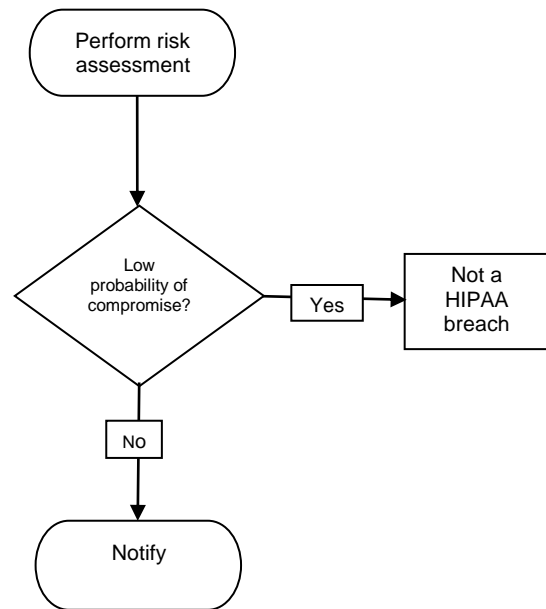 Perform risk
assessment
Low
probability of
compromise?
Yes
Not a
HIPAA
breach
No
Notify